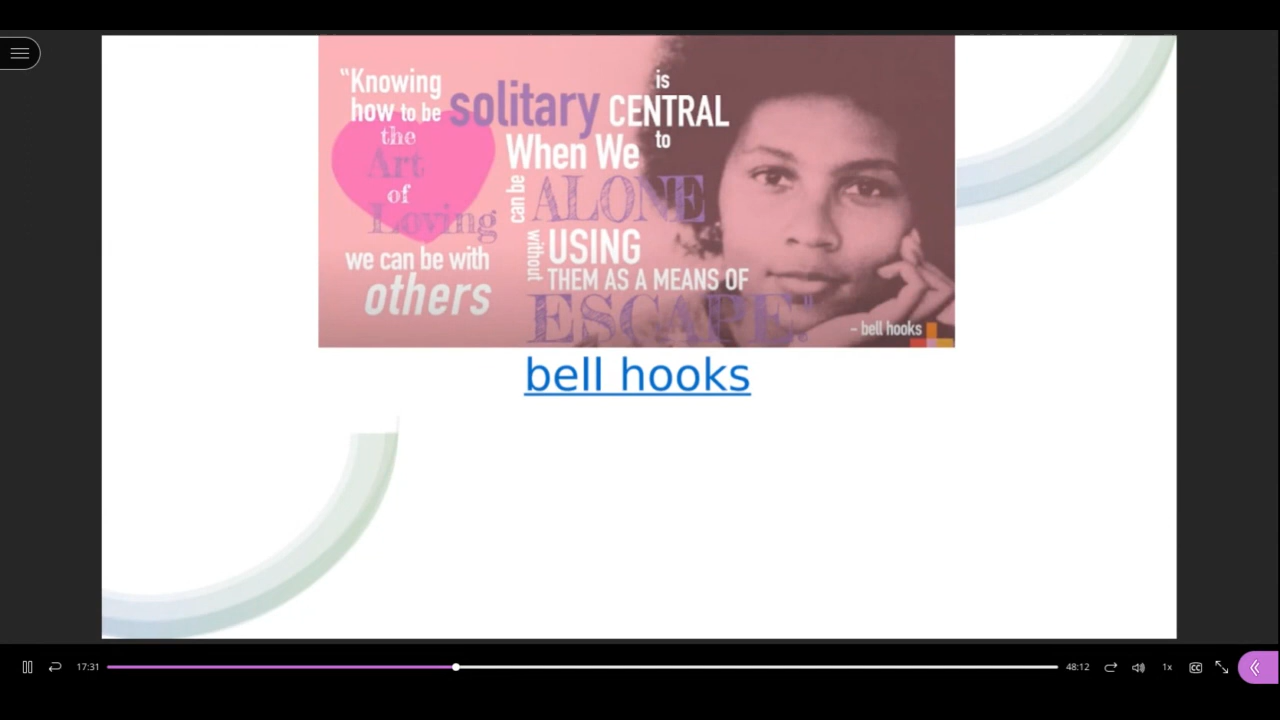 “Knowing
how to be solitary is CENTRAL
to
the
Art
of
Loving
When We
can be ALONE
we can be with
others
without USING
THEM AS A MEANS OF
ESCAPE."
– bell hooks
bell hooks
17:31
48:12
1x
CC